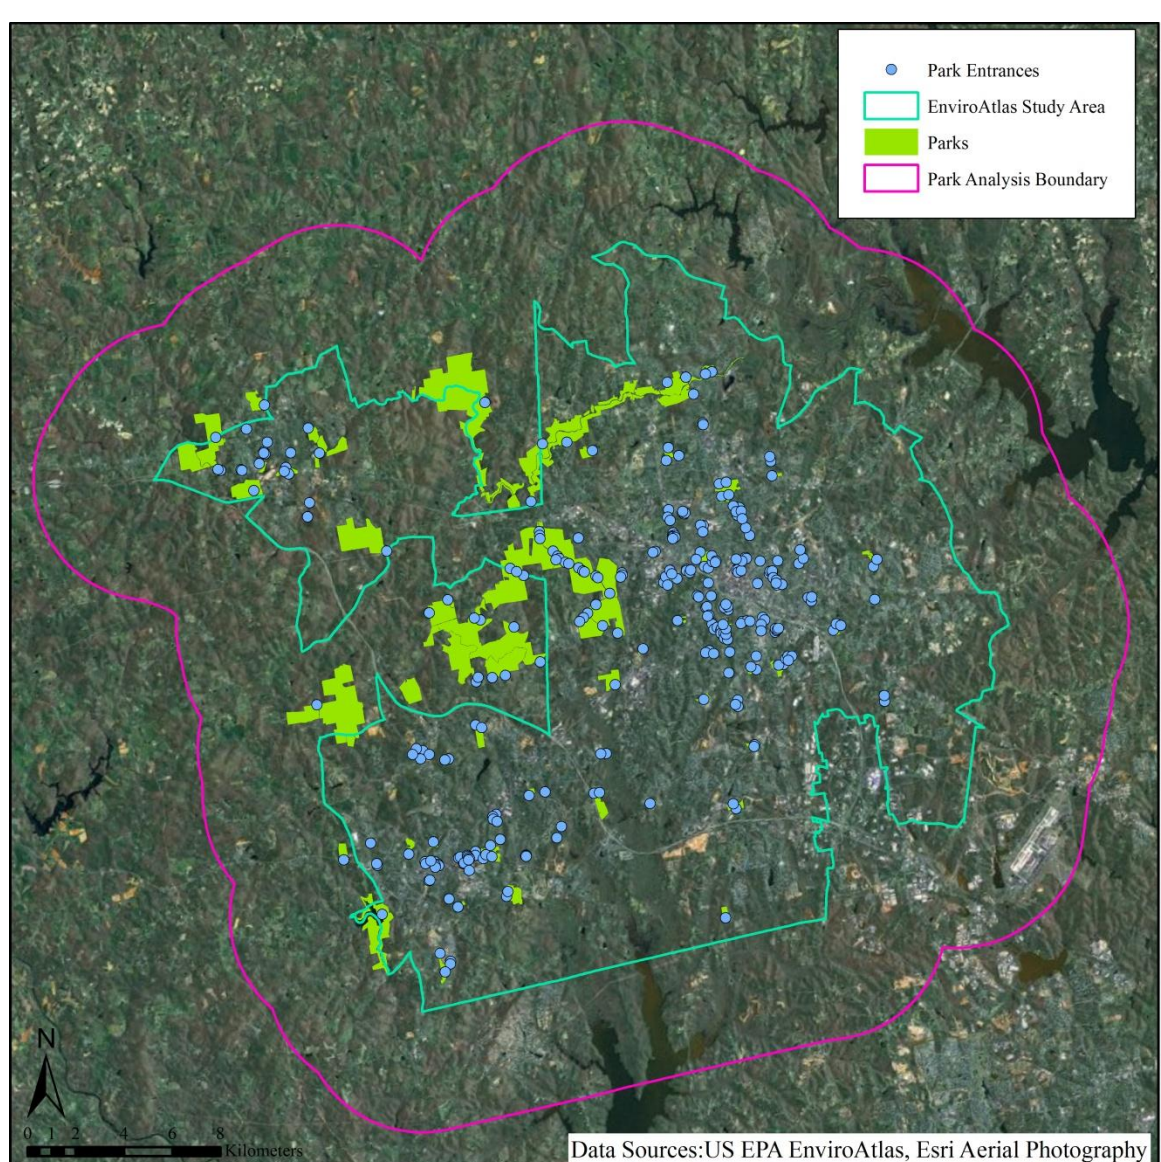 Park Entrances
EnviroAtlas Study Area
Parks
Park Analysis Boundary
N
0 1 2 4 6 8
Kilometers
Data Sources:US EPA EnviroAtlas, Esri Aerial Photography